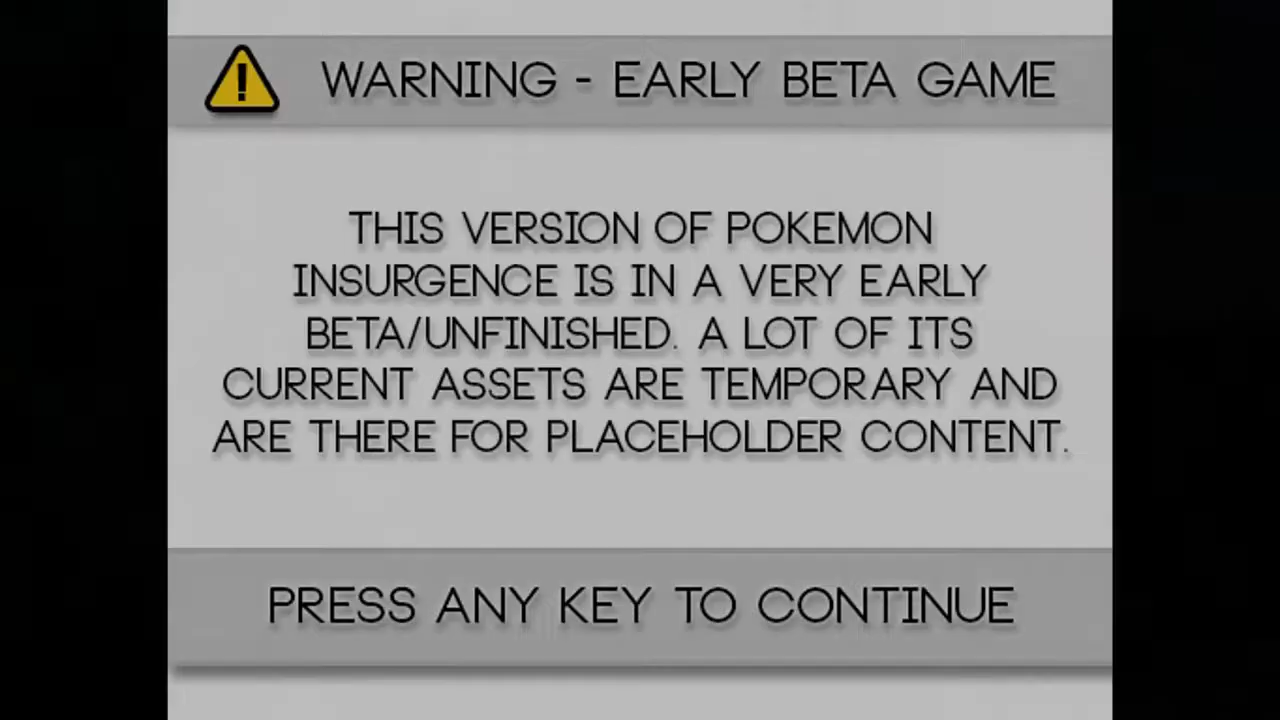 WARNING - EARLY BETA GAME
THIS VERSION OF POKEMON
INSURGENCE IS IN A VERY EARLY
BETA/UNFINISHED. A LOT OF ITS
CURRENT ASSETS ARE TEMPORARY AND
ARE THERE FOR PLACEHOLDER CONTENT.
PRESS ANY KEY TO CONTINUE